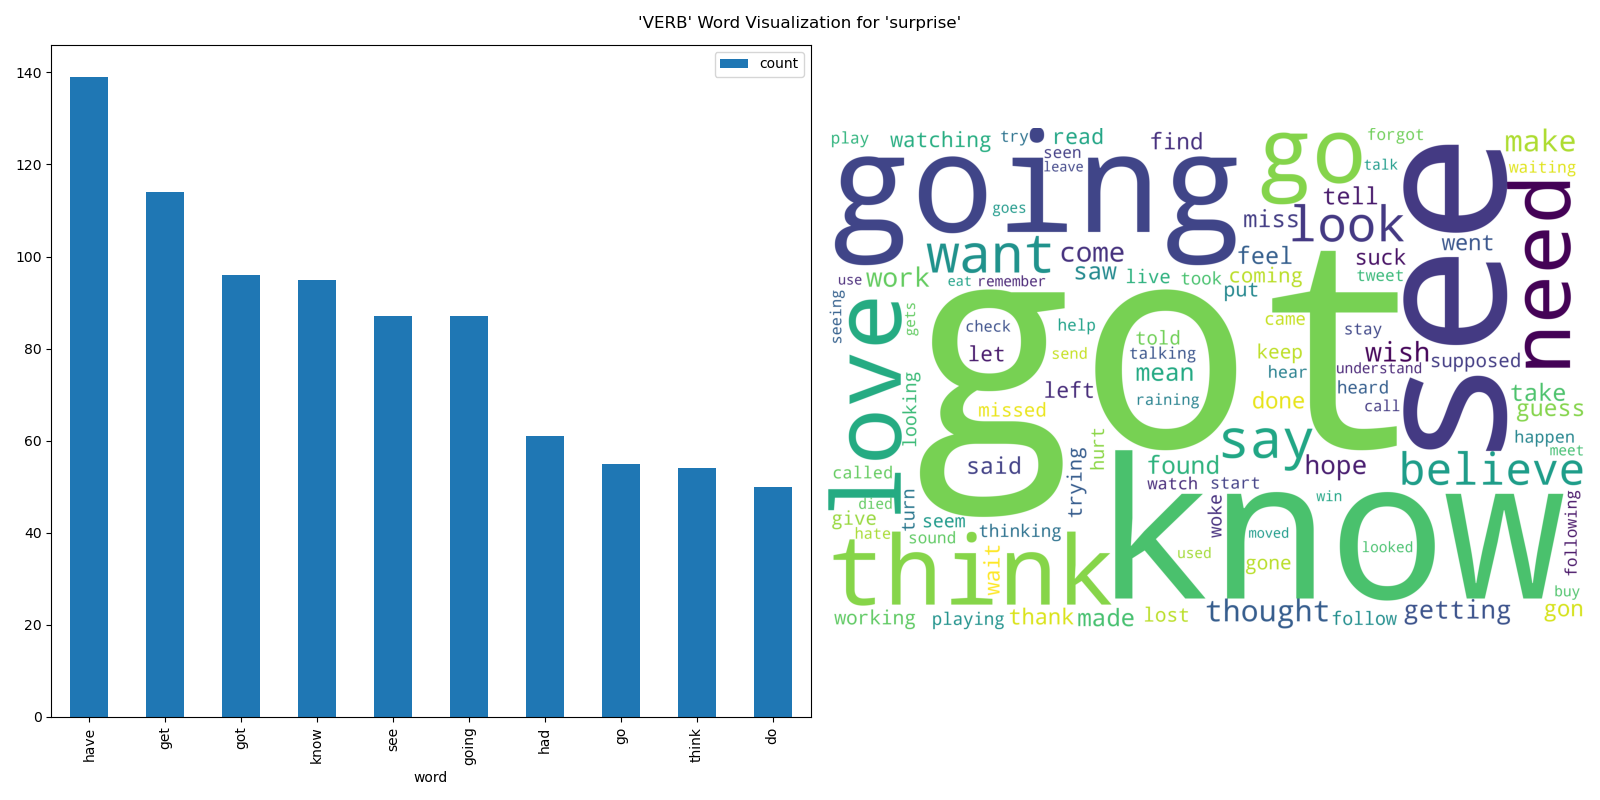 'VERB' Word Visualization for 'surprise'
count
140
120
100
80
60
40
20
0
have
get
got
know
see
going
had
go
think
do
word
play
watching
try
read
seen
leave
find
go
forgot
talk
make
waiting
going
goes
tell
miss
look
see
need
want
come
saw
live
took
feel
coming
put
suck
tweet
went
use
work
eat
remember
seeing
love
gets
got
check
let
help
send
told
talking
mean
raining
came
keep
hear
done
stay
wish
understand
heard
call
supposed
take
guess
happen
meet
looking
missed
left
hurt
say
said
trying
found
watch
start
hope
believe
called
died
give
hate
turn
seem
sound
thinking
woke
win
know
moved
looked
following
think
wait
used
gone
buy
working
playing
thank
made
lost
thought
follow
getting
gon